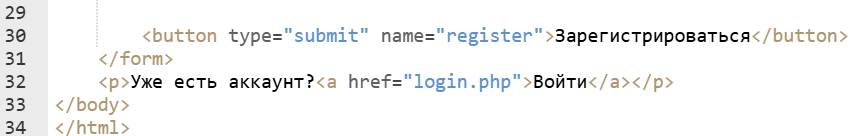 29
30 <button type="submit" name="register">Зарегистрироваться</button>
31 </form>
32 <p>Уже есть аккаунт?<a href="login.php">Войти</a></p>
33 </body>
34 </html>